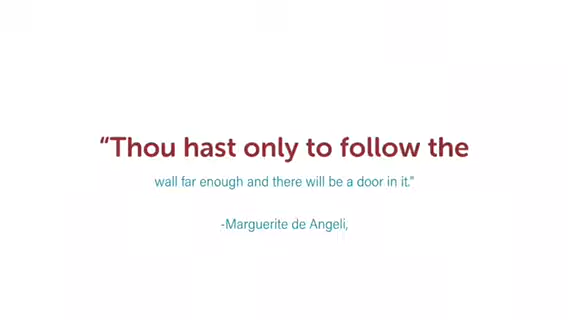 “Thou hast only to follow the
wall far enough and there will be a door in it."
-Marguerite de Angeli,